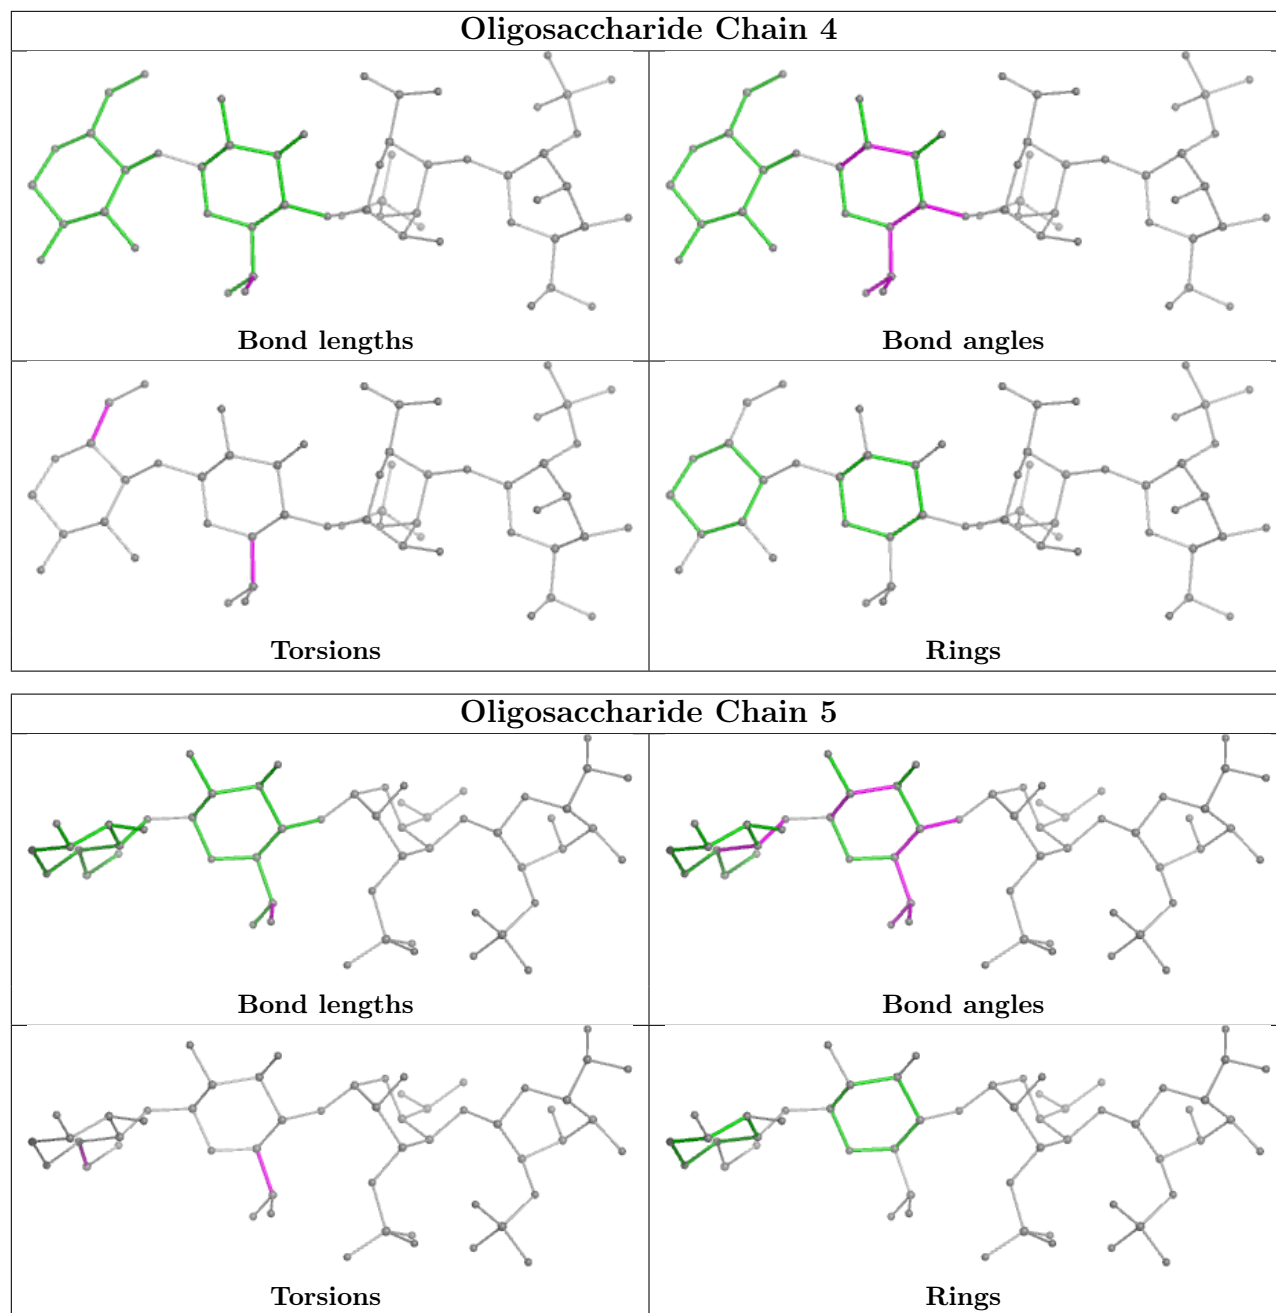 Oligosaccharide Chain 4
Bond lengths
Bond angles
Torsions
Rings
Oligosaccharide Chain 5
Bond lengths
Bond angles
Torsions
Rings